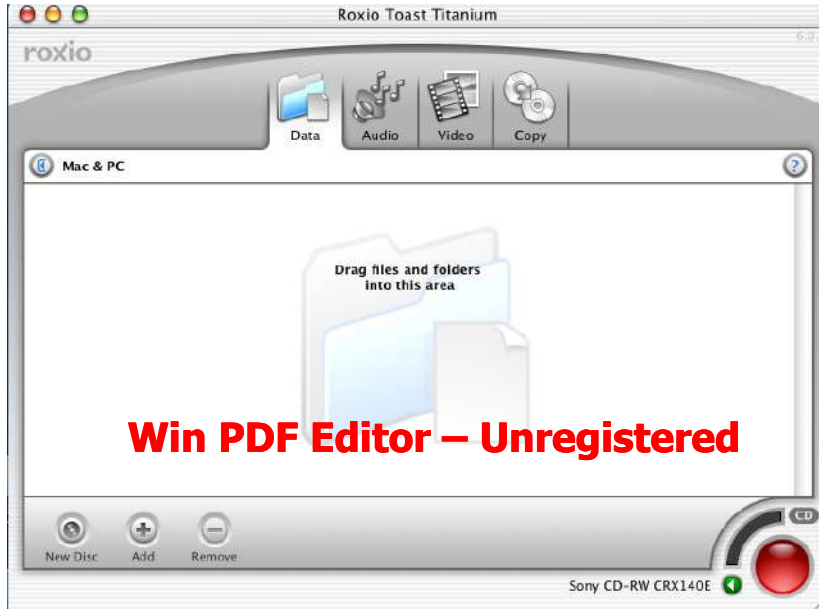 Roxio Toast Titanium
roxio
Data
Audio
Video
Copy
Mac & PC
?
Drag files and folders
into this area
Win PDF Editor – Unregistered
CD
New Disc
Add
Remove
Sony CD-RW CRX140E